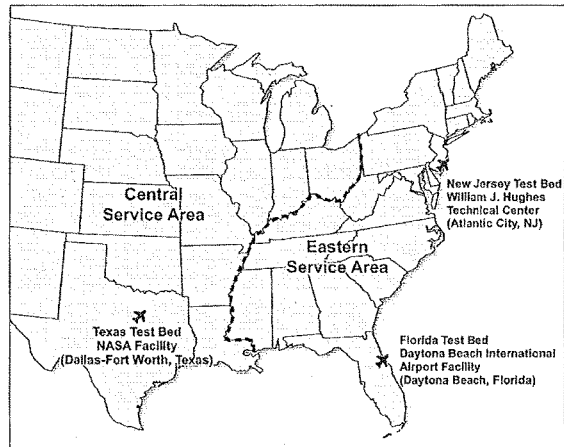 Central
Service Area
Eastern
Service Area
New Jersey Test Bed
William J. Hughes
Technical Center
(Atlantic City, NJ)
Texas Test Bed
NASA Facility
(Dallas-Fort Worth, Texas)
Florida Test Bed
Daytona Beach International
Airport Facility
(Daytona Beach, Florida)